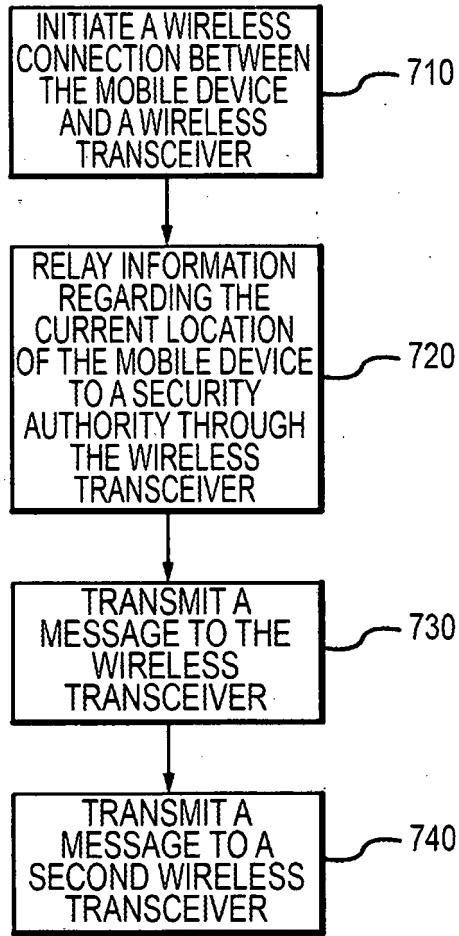 INITIATE A WIRELESS
CONNECTION BETWEEN
THE MOBILE DEVICE
AND A WIRELESS
TRANSCEIVER
710
RELAY INFORMATION
REGARDING THE
CURRENT LOCATION
OF THE MOBILE DEVICE
TO A SECURITY
AUTHORITY THROUGH
THE WIRELESS
TRANSCEIVER
720
TRANSMIT A
MESSAGE TO THE
WIRELESS
TRANSCEIVER
730
TRANSMIT A
MESSAGE TO A
SECOND WIRELESS
TRANSCEIVER
740